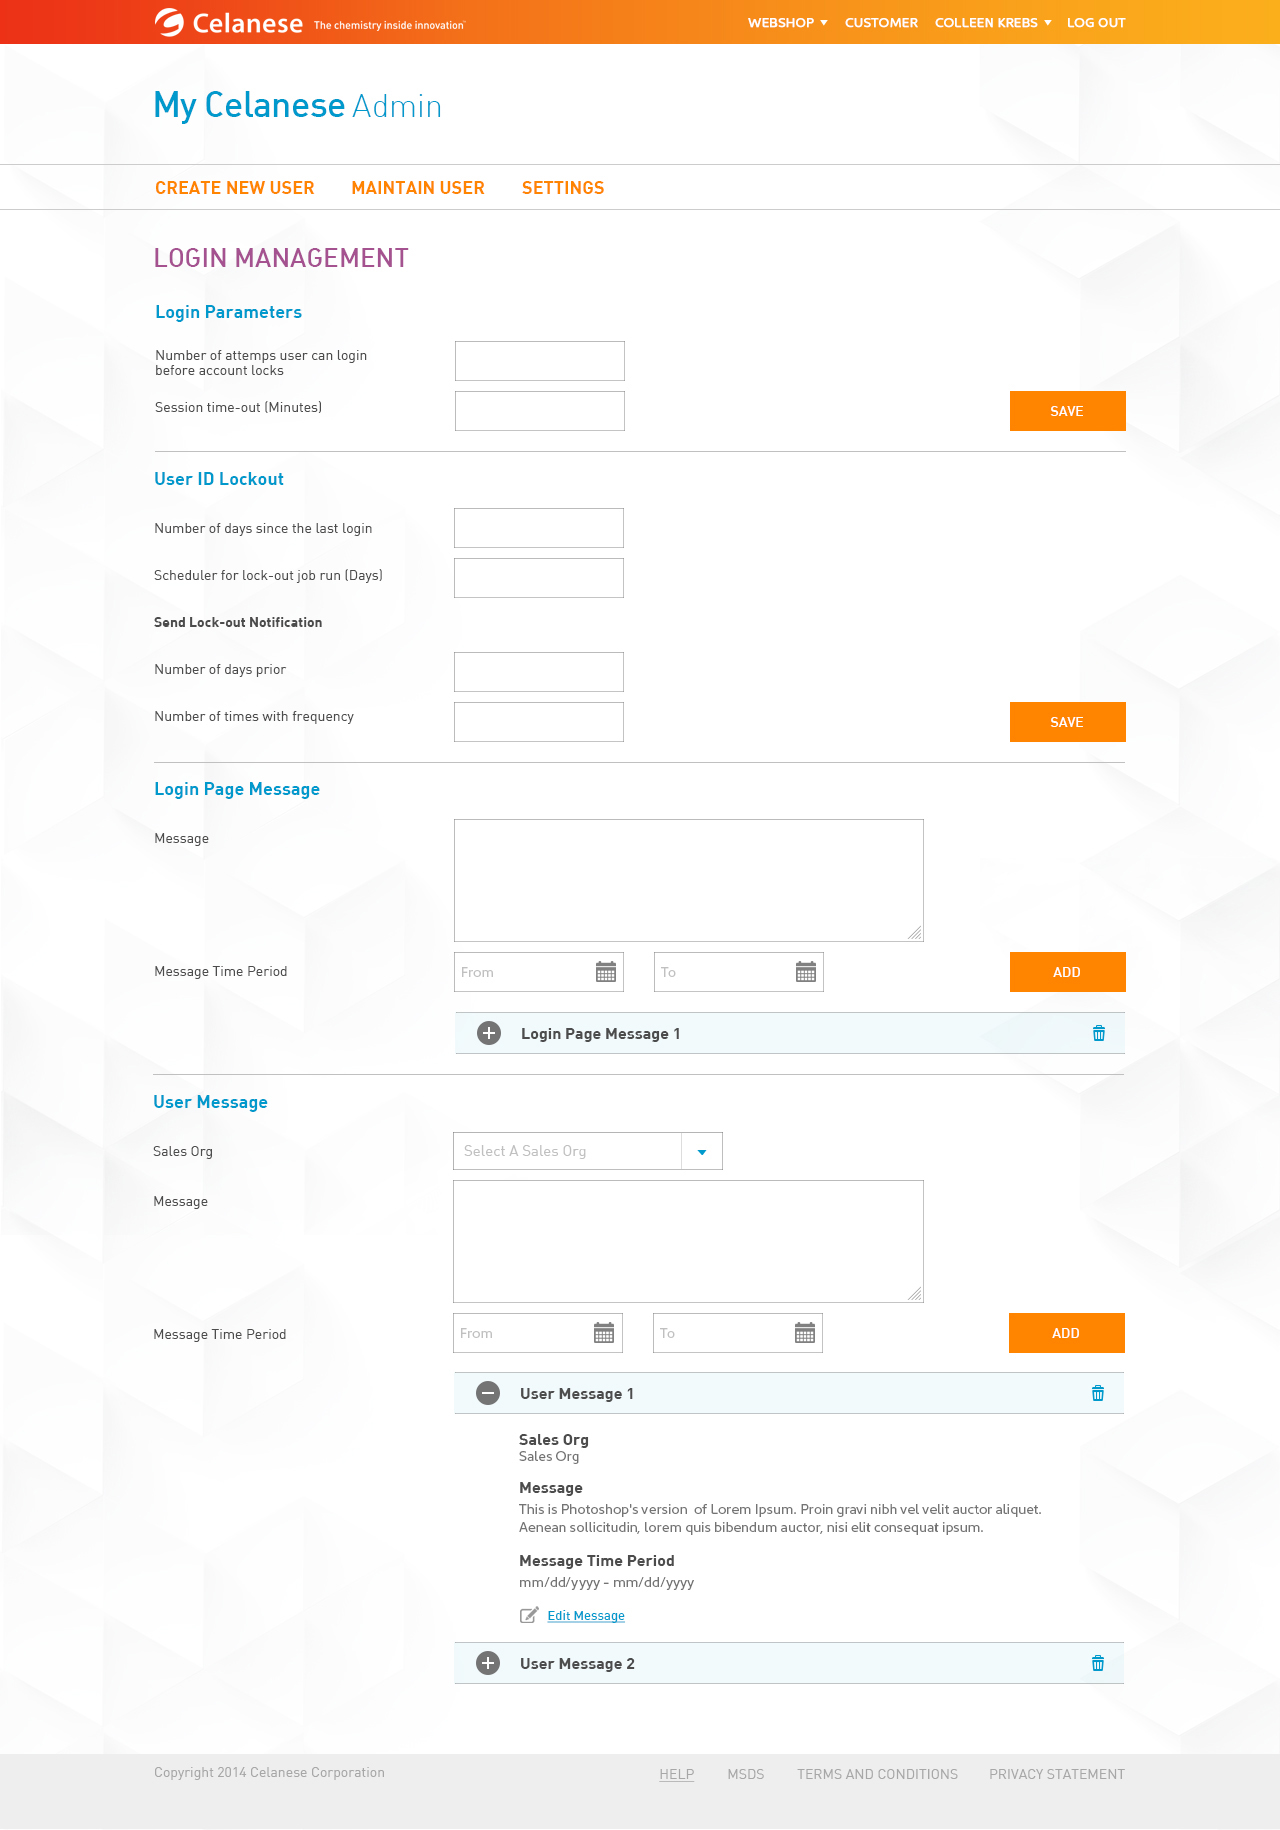 Celanese The chemistry inside innovation™
WEBSHOP CUSTOMER COLLEEN KREBS LOG OUT
My Celanese Admin
CREATE NEW USER MAINTAIN USER SETTINGS
LOGIN MANAGEMENT
Login Parameters
Number of attemps user can login
before account locks
Session time-out (Minutes)
SAVE
User ID Lockout
Number of days since the last login
Scheduler for lock-out job run (Days)
Send Lock-out Notification
Number of days prior
Number of times with frequency
SAVE
Login Page Message
Message
Message Time Period
From To
ADD
Login Page Message 1
User Message
Sales Org
Select A Sales Org
Message
Message Time Period
From To
ADD
User Message 1
Sales Org
Sales Org
Message
This is Photoshop's version of Lorem Ipsum. Proin gravi nibh vel velit auctor aliquet.
Aenean sollicitudin, lorem quis bibendum auctor, nisi elit consequat ipsum.
Message Time Period
mm/dd/yyyy - mm/dd/yyyy
Edit Message
User Message 2
Copyright 2014 Celanese Corporation
HELP MSDS TERMS AND CONDITIONS PRIVACY STATEMENT